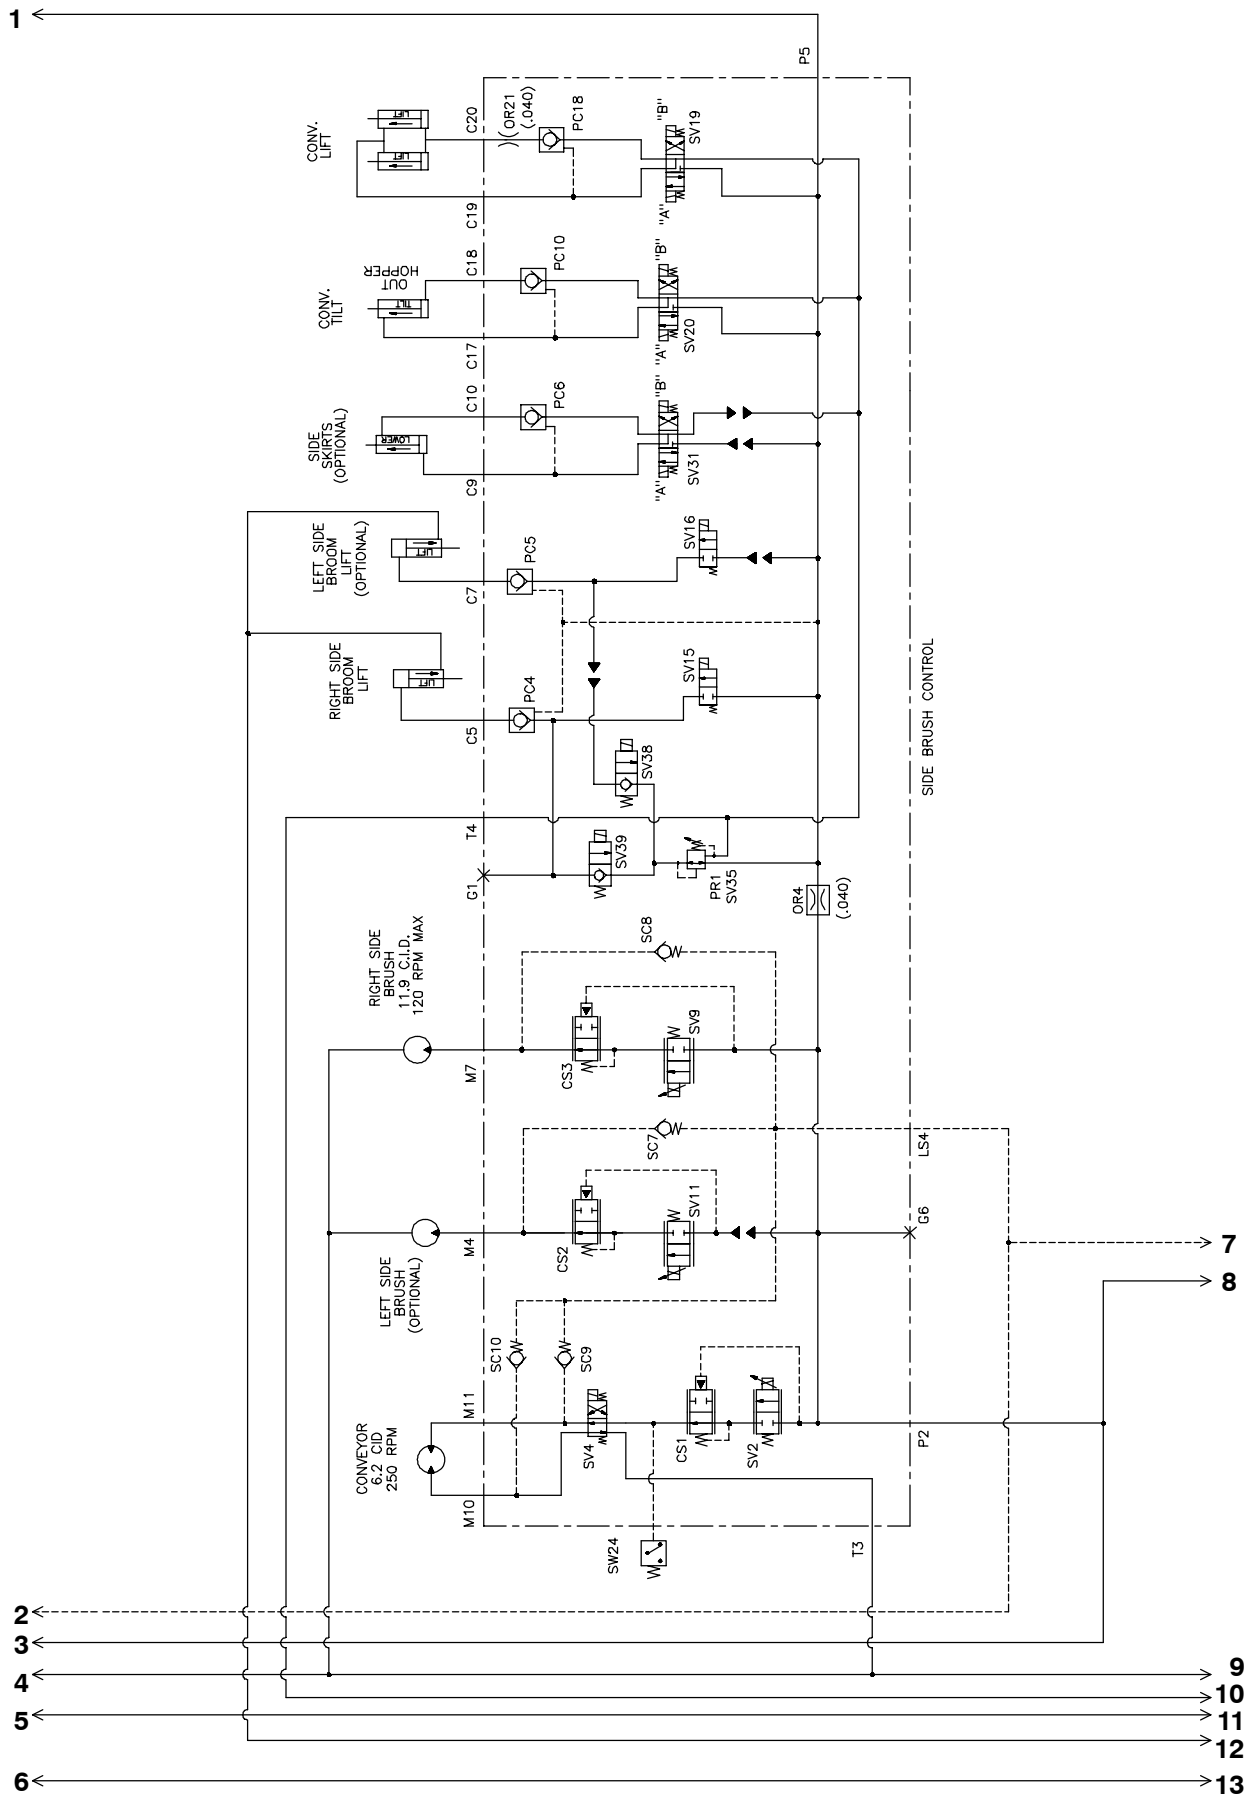 1
P5
CONV.
LIFT
LIFT
LIFT
C20
OR21
(.040)
PC18
"B"
SV19
"A"
C19
CONV.
TILT
OUT
HOPPER
TILT
C18
PC10
"B"
SV20
"A"
C17
SIDE
SKIRTS
(OPTIONAL)
LOWER
C10
PC6
"B"
SV31
"A"
C9
LEFT SIDE
BROOM
LIFT
(OPTIONAL)
LIFT
C7
PC5
SV16
RIGHT SIDE
BROOM
LIFT
LIFT
C5
PC4
SV15
SIDE BRUSH CONTROL
SV38
T4
SV39
G1
PR1
SV35
OR4
(.040)
RIGHT SIDE
BRUSH
11.9 C.I.D.
120 RPM MAX
SC8
M7
CS3
SV9
SC7
LS4
LEFT SIDE
BRUSH
(OPTIONAL)
M4
CS2
SV11
G6
7
8
SC10
SC9
CONVEYOR
6.2 CID
250 RPM
M11
SV4
CS1
SV2
P2
M10
SW24
T3
2
3
4
9
10
5
11
12
6
13